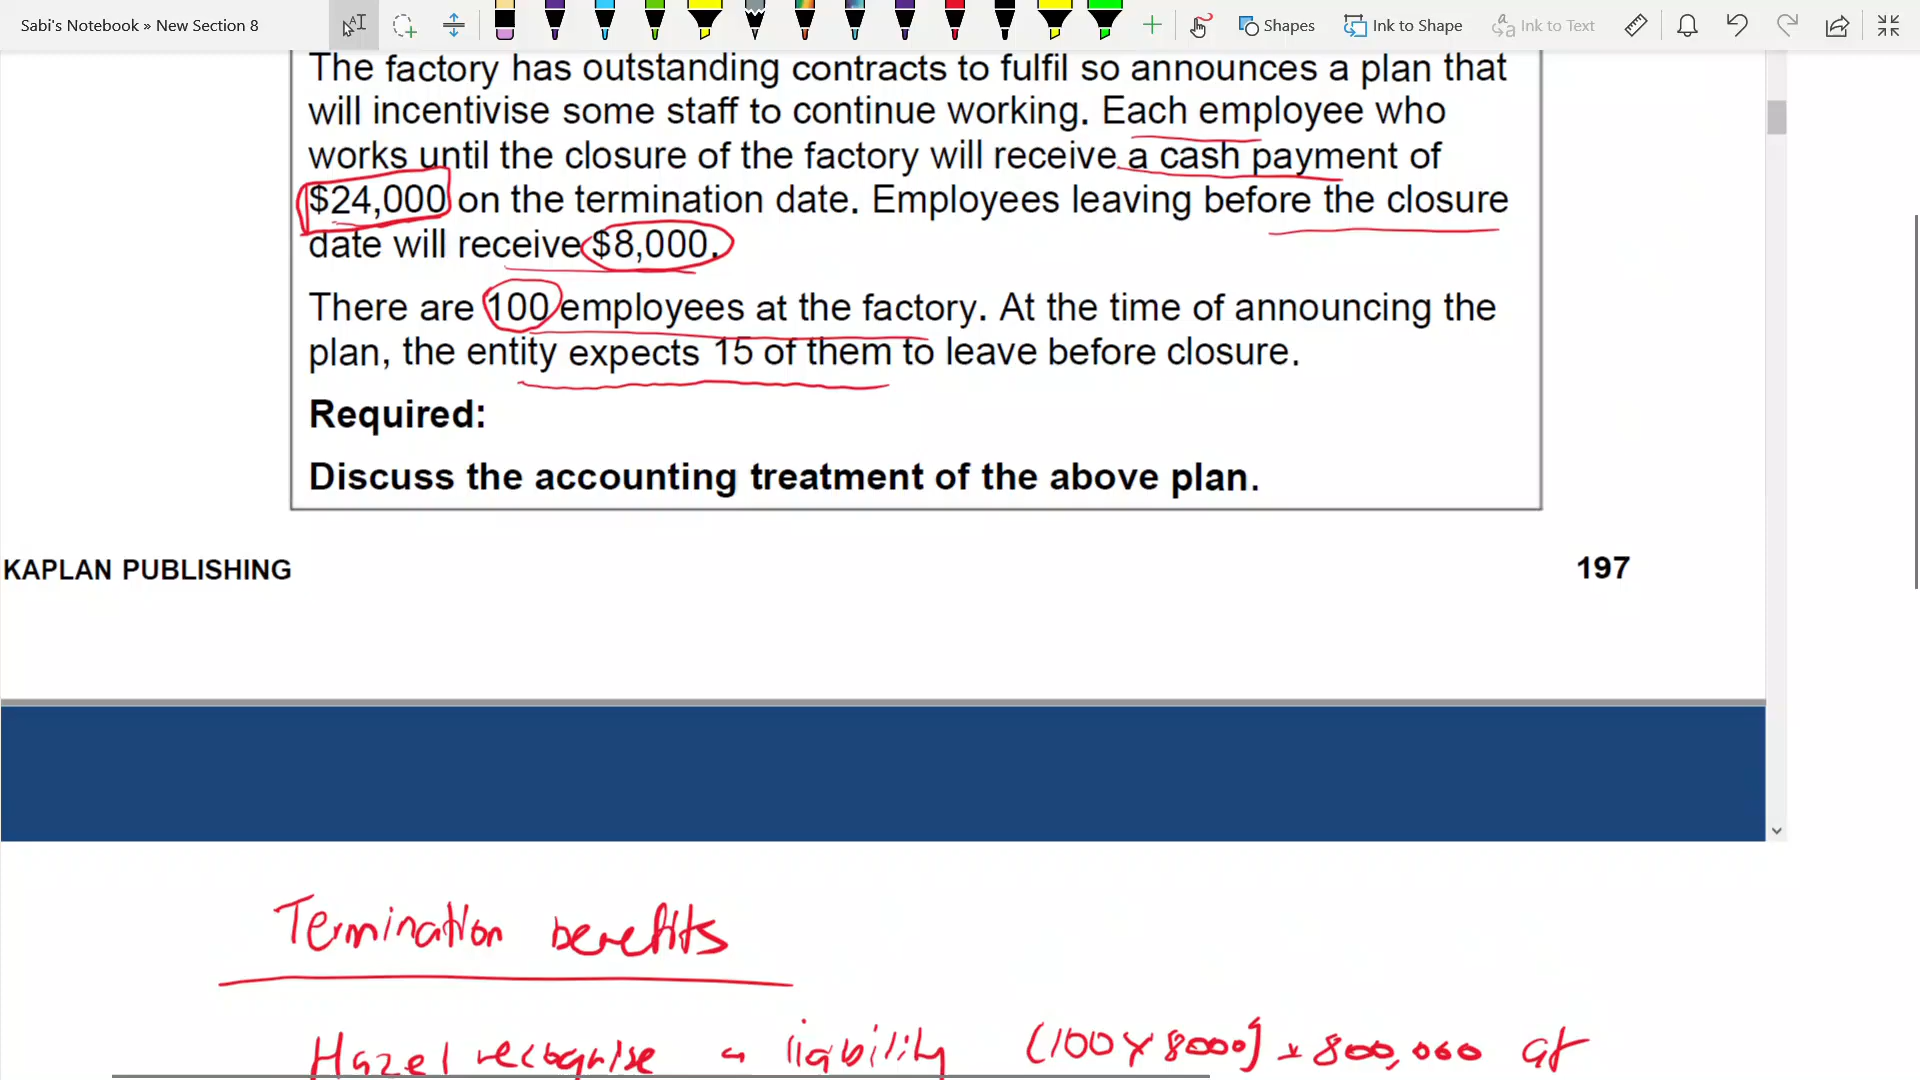 Sabi's Notebook » New Section 8
Shapes
Ink to Shape
Ink to Text
The factory has outstanding contracts to fulfil so announces a plan that
will incentivise some staff to continue working. Each employee who
works until the closure of the factory will receive a cash payment of
$24,000 on the termination date. Employees leaving before the closure
date will receive $8,000.
There are 100 employees at the factory. At the time of announcing the
plan, the entity expects 15 of them to leave before closure.
Required:
Discuss the accounting treatment of the above plan.
KAPLAN PUBLISHING
197
Termination benefits
Hazel recognise a liability (100 x 8000) * 800,000 at